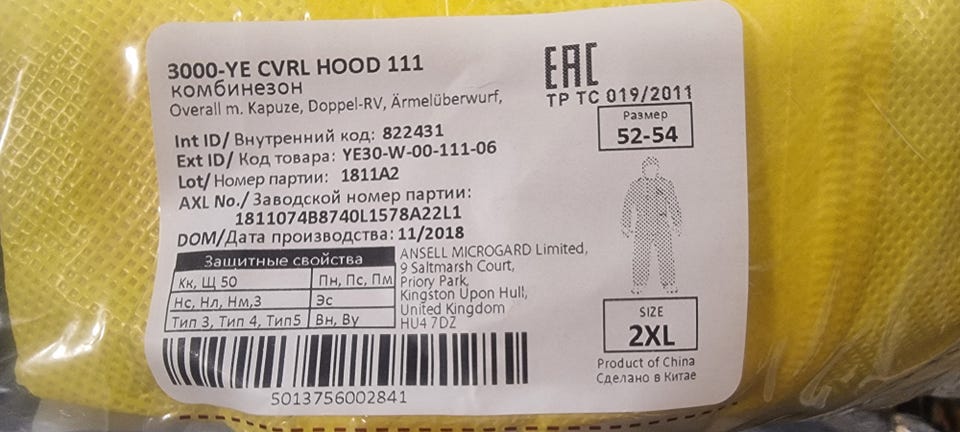 3000-YE CVRL HOOD 111
комбинезон
Overall m. Kapuze, Doppel-RV, Ärmelüberwurf,
EAC
ТР ТС 019/2011
Размер
52-54
Int ID/ Внутренний код: 822431
Ext ID/ Код товара: YE30-W-00-111-06
Lot/ Номер партии: 1811A2
AXL No./ Заводской номер партии:
1811074B8740L1578A22L1
DOM/Дата производства: 11/2018
Защитные свойства
Кк, Щ 50 Пн, Пс, Пм
Нс, Нл, Нм,З Эс
Тип 3, Тип 4, Тип5 Вн, Ву
ANSELL MICROGARD Limited,
9 Saltmarsh Court,
Priory Park,
Kingston Upon Hull,
United Kingdom
HU4 7DZ
SIZE
2XL
Product of China
Сделано в Китае
5013756002841